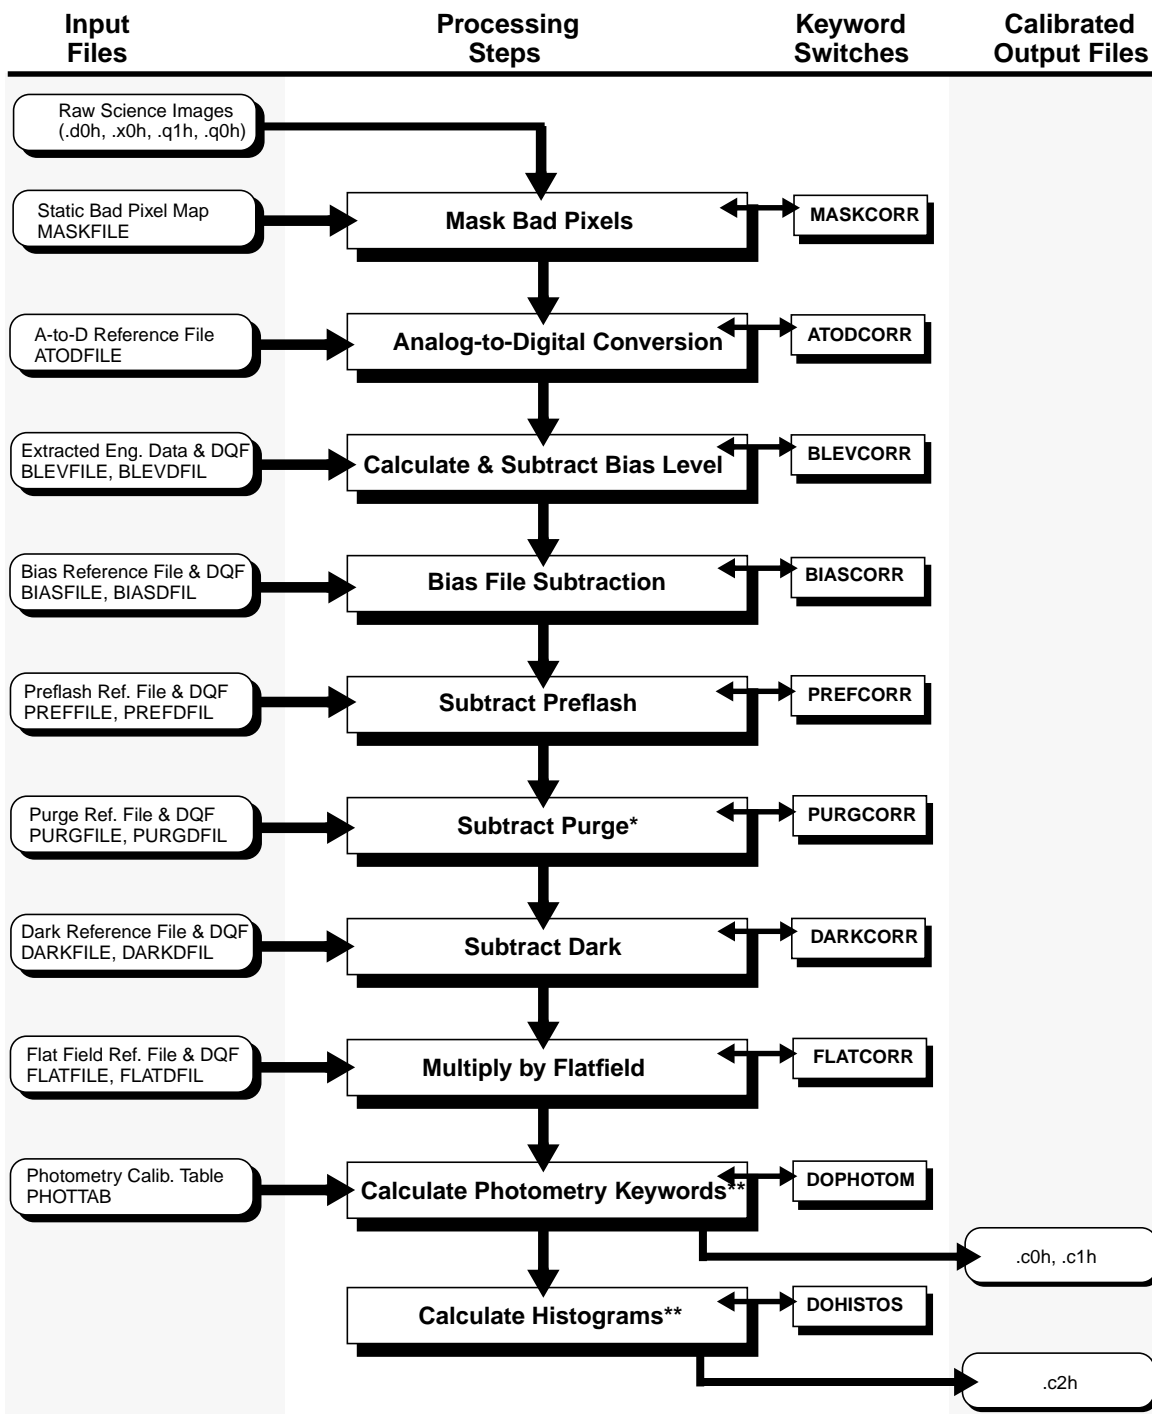 Input
Files
Processing
Steps
Keyword
Switches
Calibrated
Output Files
Raw Science Images
(.d0h, .x0h, .q1h, .q0h)
Static Bad Pixel Map
MASKFILE
Mask Bad Pixels
MASKCORR
A-to-D Reference File
ATODFILE
Analog-to-Digital Conversion
ATODCORR
Extracted Eng. Data & DQF
BLEVFILE, BLEVDFIL
Calculate & Subtract Bias Level
BLEVCORR
Bias Reference File & DQF
BIASFILE, BIASDFIL
Bias File Subtraction
BIASCORR
Preflash Ref. File & DQF
PREFFILE, PREFDFIL
Subtract Preflash
PREFCORR
Purge Ref. File & DQF
PURGFILE, PURGDFIL
Subtract Purge*
PURGCORR
Dark Reference File & DQF
DARKFILE, DARKDFIL
Subtract Dark
DARKCORR
Flat Field Ref. File & DQF
FLATFILE, FLATDFIL
Multiply by Flatfield
FLATCORR
Photometry Calib. Table
PHOTTAB
Calculate Photometry Keywords**
DOPHOTOM
.c0h, .c1h
Calculate Histograms**
DOHISTOS
.c2h